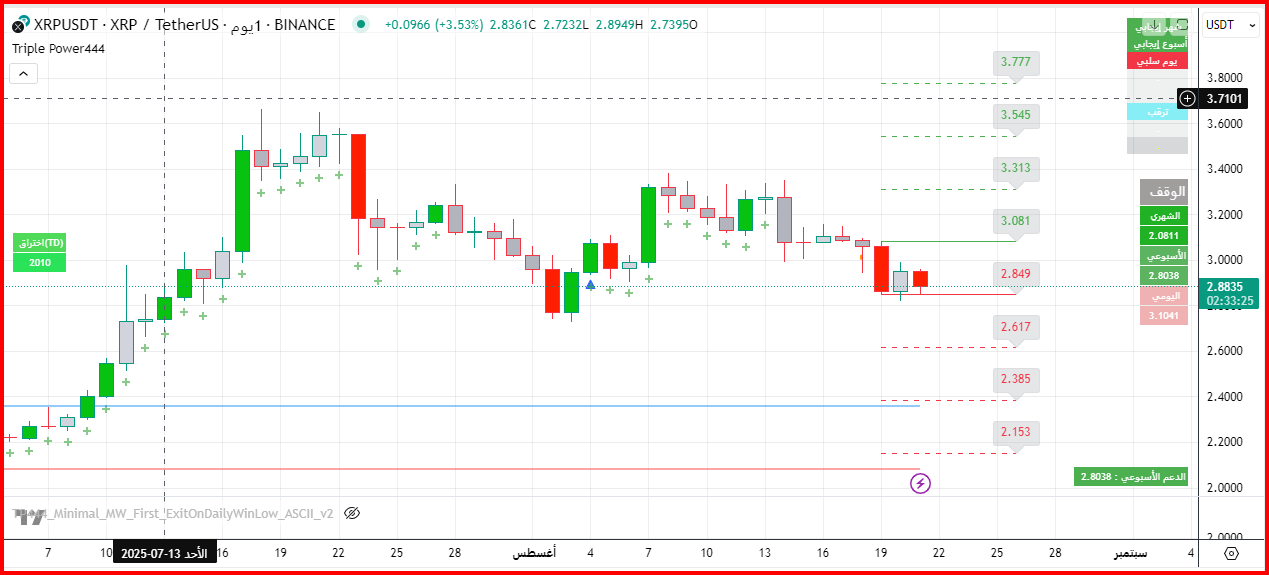 XRPUSDT · XRP / TetherUS · 1يوم · BINANCE
+0.0966 (+3.53%) 2.8361C 2.7232L 2.8949H 2.7395O
Triple Power444
USDT
أسبوع إيجابي
يوم سلبي
3.777
3.8000
3.7101
ترقب
3.545
3.6000
3.313
3.4000
الوقف
الشهري
3.081
3.2000
2.0811
اختراق(TD)
2010
الأسبوعي
3.0000
2.849
2.8038
2.8835
02:33:25
اليومي
3.1041
2.617
2.6000
2.385
2.4000
2.153
2.2000
الدعم الأسبوعي : 2.8038
2.0000
444_Minimal_MW_First_ExitOnDailyWinLow_ASCII_v2
7
10
الأحد 13-07-2025
16
19
22
25
28
أغسطس
4
7
10
13
16
19
22
25
28
سبتمبر
4